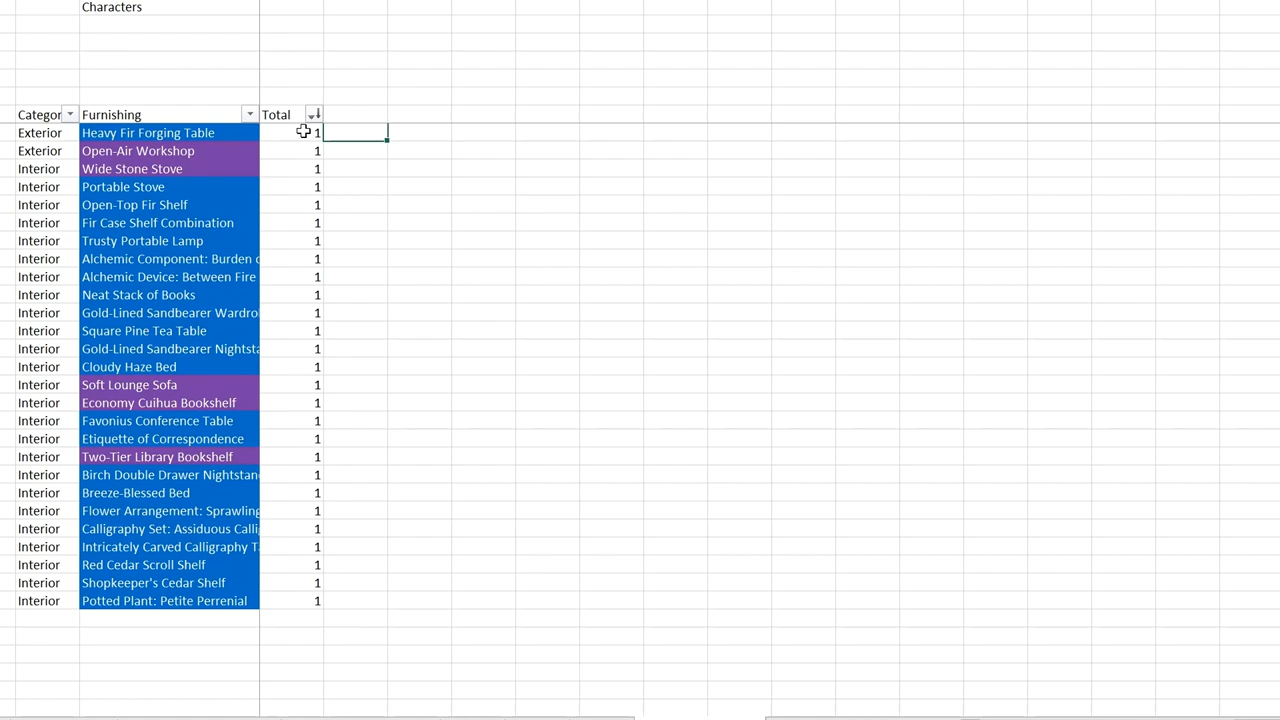 Characters
Categor Furnishing Total
Exterior Heavy Fir Forging Table 1
Exterior Open-Air Workshop 1
Interior Wide Stone Stove 1
Interior Portable Stove 1
Interior Open-Top Fir Shelf 1
Interior Fir Case Shelf Combination 1
Interior Trusty Portable Lamp 1
Interior Alchemic Component: Burden 1
Interior Alchemic Device: Between Fire 1
Interior Neat Stack of Books 1
Interior Gold-Lined Sandbearer Wardro 1
Interior Square Pine Tea Table 1
Interior Gold-Lined Sandbearer Nightsta 1
Interior Cloudy Haze Bed 1
Interior Soft Lounge Sofa 1
Interior Economy Cuihua Bookshelf 1
Interior Favonius Conference Table 1
Interior Etiquette of Correspondence 1
Interior Two-Tier Library Bookshelf 1
Interior Birch Double Drawer Nightstan 1
Interior Breeze-Blessed Bed 1
Interior Flower Arrangement: Sprawling 1
Interior Calligraphy Set: Assiduous Calli 1
Interior Intricately Carved Calligraphy T 1
Interior Red Cedar Scroll Shelf 1
Interior Shopkeeper's Cedar Shelf 1
Interior Potted Plant: Petite Perrenial 1